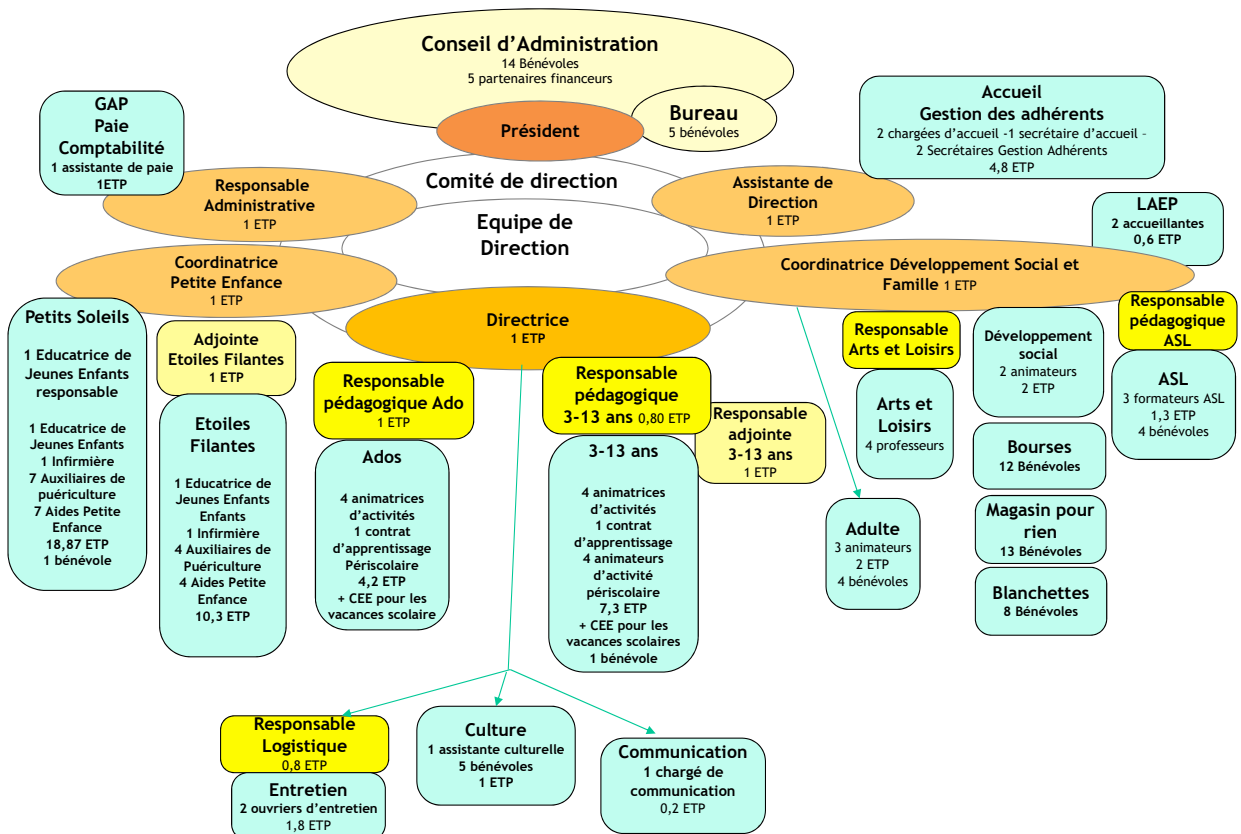 Conseil d’Administration
14 Bénévoles
5 partenaires financeurs
Bureau
5 bénévoles
Président
GAP
Paie
Comptabilité
1 assistante de paie
1ETP
Accueil
Gestion des adhérents
2 chargées d’accueil -1 secrétaire d’accueil –
2 Secrétaires Gestion Adhérents
4,8 ETP
Responsable
Administrative
1 ETP
Comité de direction
Assistante de
Direction
1 ETP
Equipe de
Direction
LAEP
2 accueillantes
0,6 ETP
Coordinatrice
Petite Enfance
1 ETP
Coordinatrice Développement Social et
Famille 1 ETP
Directrice
1 ETP
Petits Soleils
1 Educatrice de
Jeunes Enfants
responsable
1 Educatrice de
Jeunes Enfants
1 Infirmière
7 Auxiliaires de
puériculture
7 Aides Petite
Enfance
18,87 ETP
1 bénévole
Adjointe
Etoiles Filantes
1 ETP
Etoiles
Filantes
1 Educatrice de
Jeunes Enfants
Enfants
1 Infirmière
4 Auxiliaires de
Puériculture
4 Aides Petite
Enfance
10,3 ETP
Responsable
pédagogique Ado
1 ETP
Ados
4 animatrices
d’activités
1 contrat
d’apprentissage
Périscolaire
4,2 ETP
+ CEE pour les
vacances scolaire
Responsable
pédagogique
3-13 ans 0,80 ETP
3-13 ans
4 animatrices
d’activités
1 contrat
d’apprentissage
4 animateurs
d’activité
périscolaire
7,3 ETP
+ CEE pour les
vacances scolaires
1 bénévole
Responsable
adjointe
3-13 ans
1 ETP
Responsable
Arts et Loisirs
Arts et
Loisirs
4 professeurs
Adulte
3 animateurs
2 ETP
4 bénévoles
Développement
social
2 animateurs
2 ETP
Bourses
12 Bénévoles
Magasin pour
rien
13 Bénévoles
Blanchettes
8 Bénévoles
Responsable
pédagogique
ASL
ASL
3 formateurs ASL
1,3 ETP
4 bénévoles
Responsable
Logistique
0,8 ETP
Entretien
2 ouvriers d’entretien
1,8 ETP
Culture
1 assistante culturelle
5 bénévoles
1 ETP
Communication
1 chargé de
communication
0,2 ETP